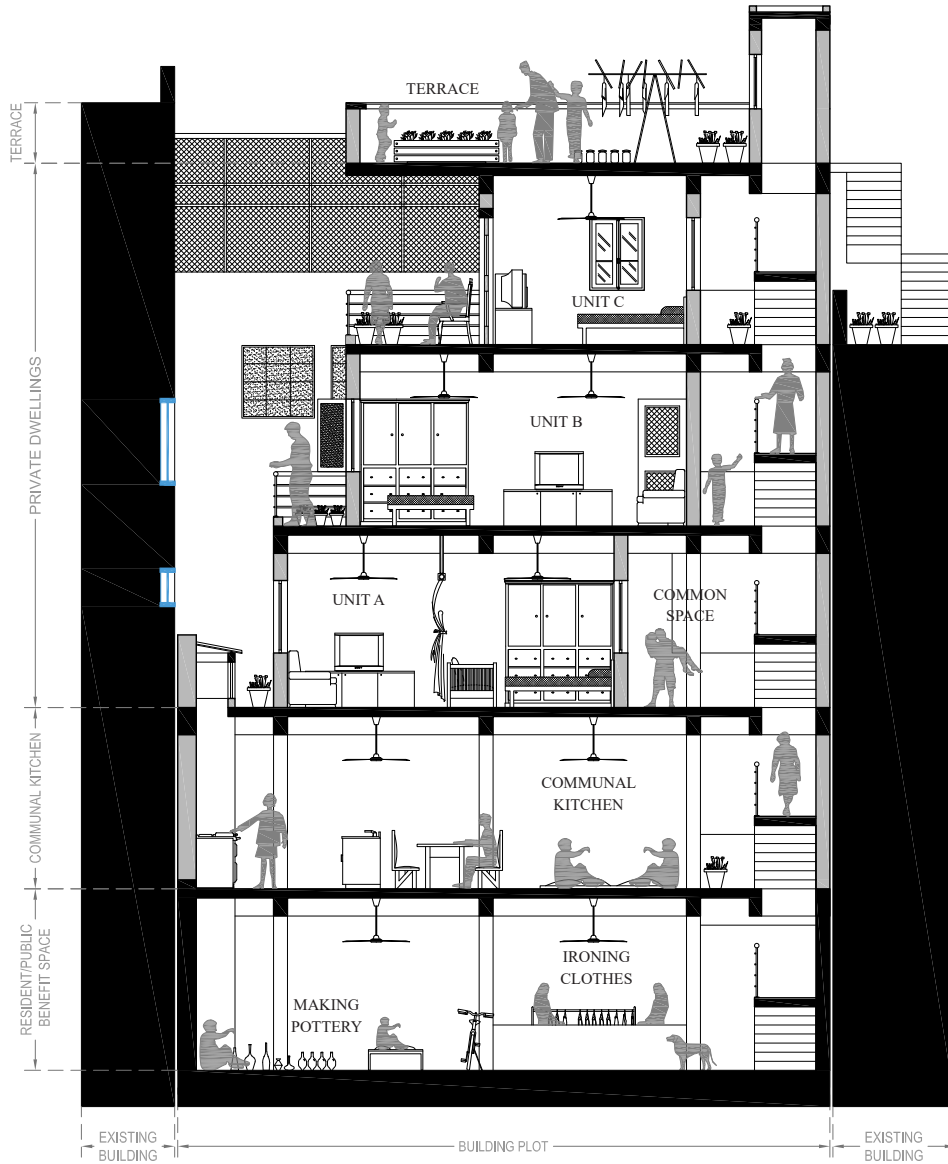 TERRACE
TERRACE
UNIT C
PRIVATE DWELLINGS
UNIT B
UNIT A
COMMON
SPACE
COMMUNAL KITCHEN
COMMUNAL
KITCHEN
RESIDENT/PUBLIC
BENEFIT SPACE
IRONING
CLOTHES
MAKING
POTTERY
EXISTING
BUILDING
BUILDING PLOT
EXISTING
BUILDING